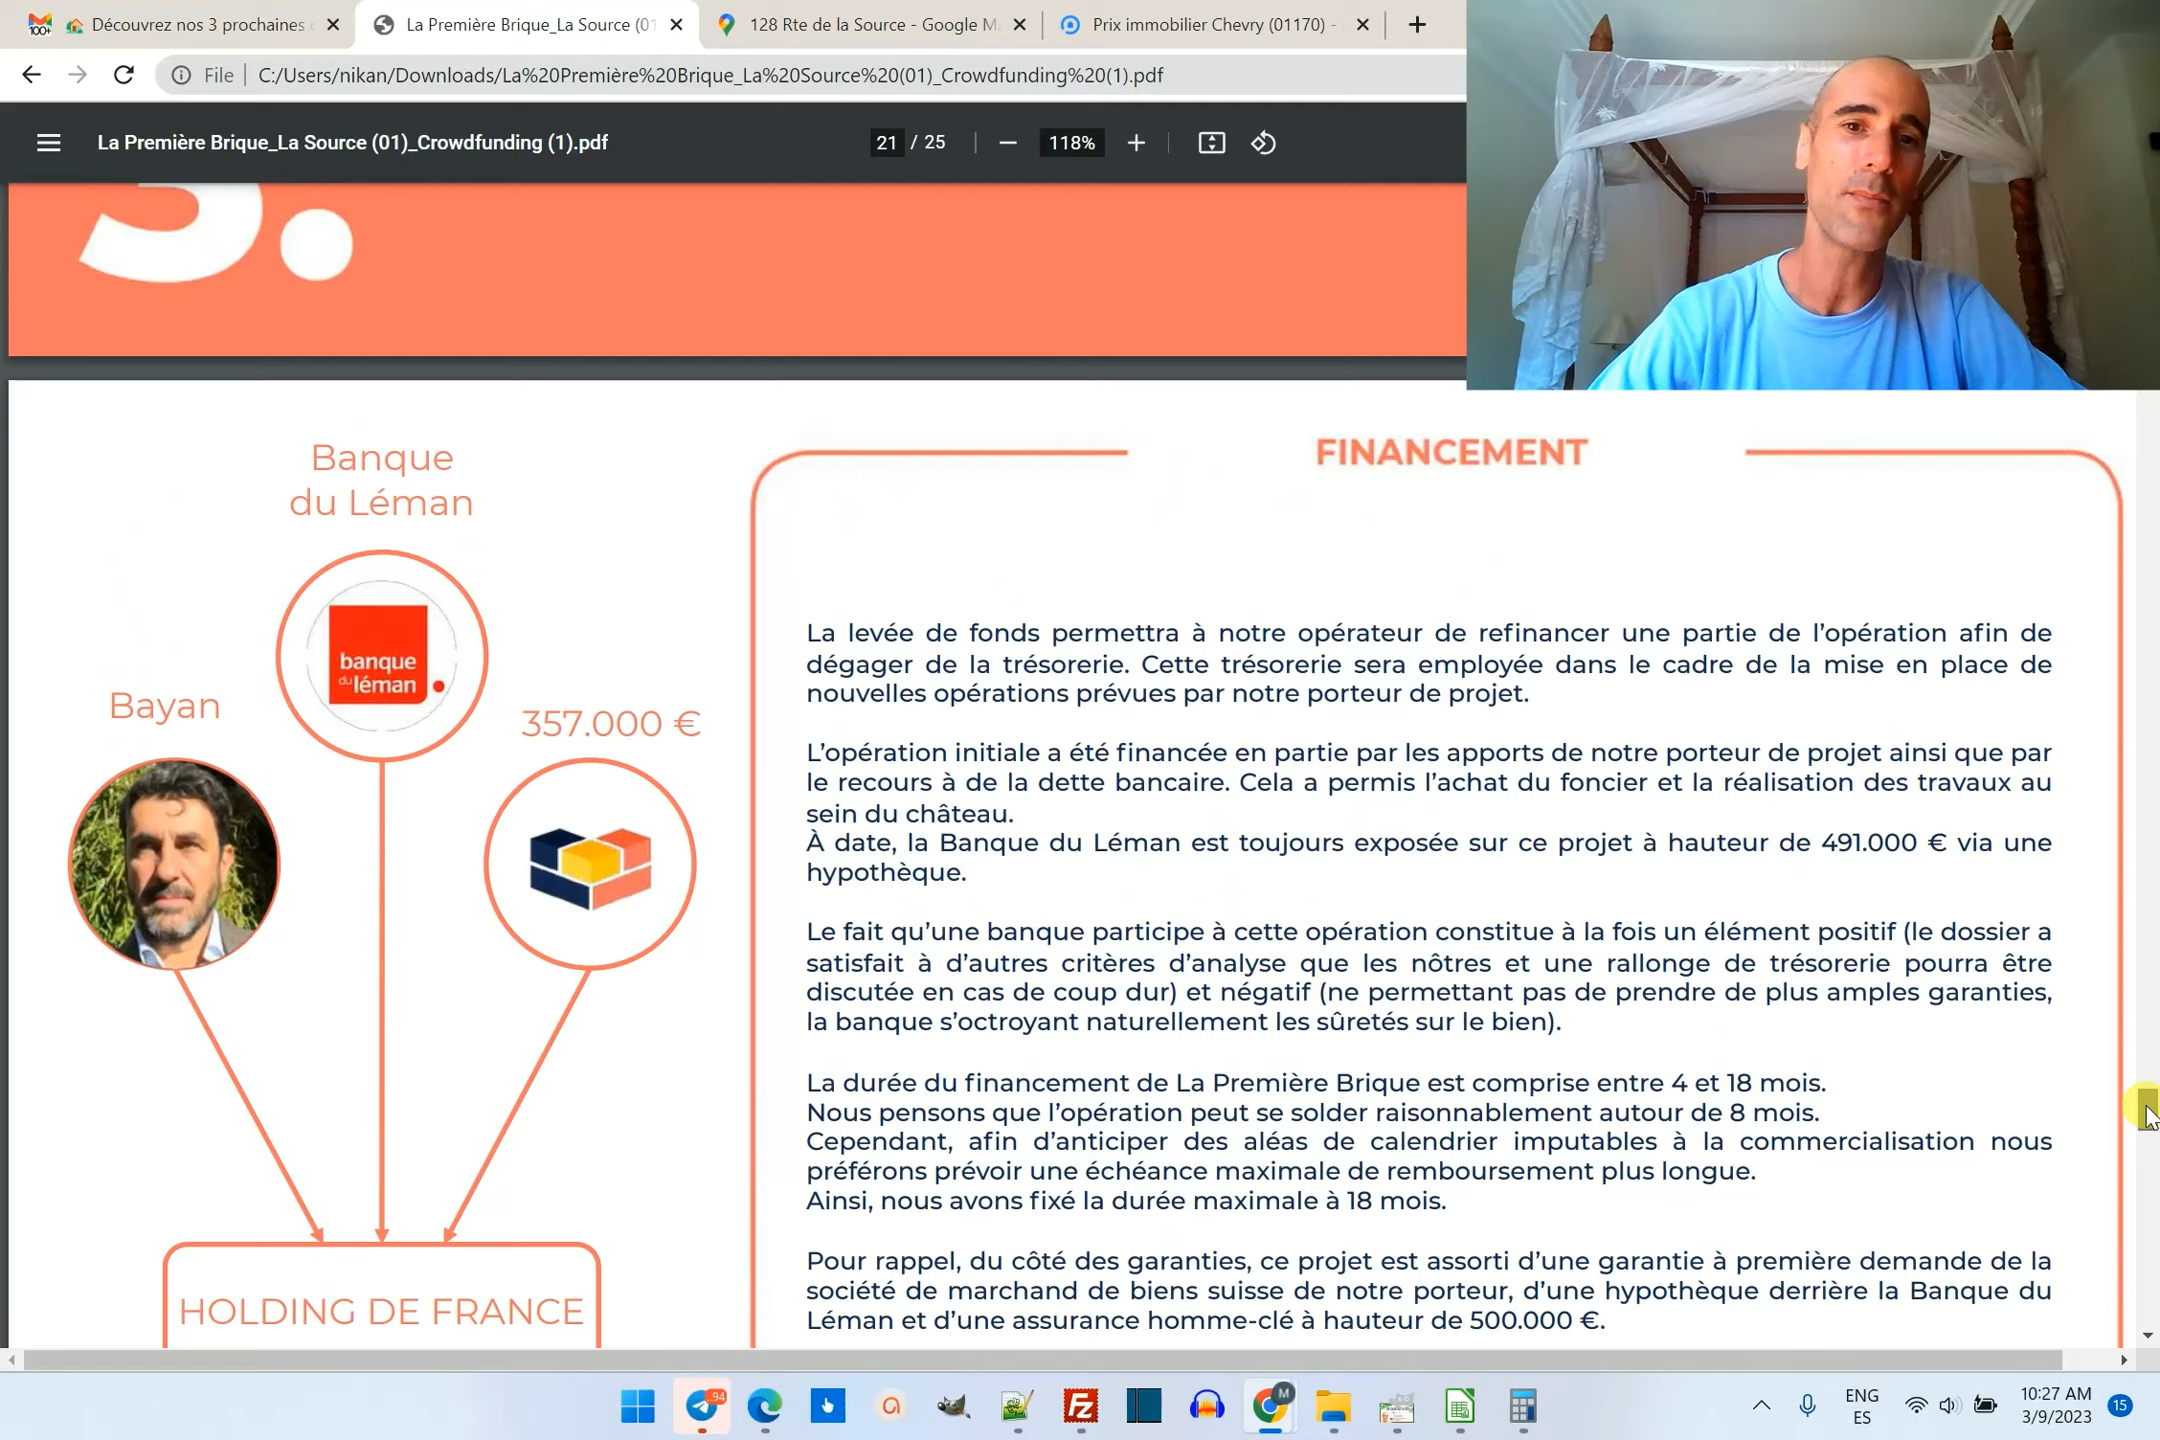 Découvrez nos 3 prochaines
La Première Brique_La Source (01
128 Rte de la Source - Google M
Prix immobilier Chevry (01170) -
File
C:/Users/nikan/Downloads/La%20Première%20Brique_La%20Source%20(01)_Crowdfunding%20(1).pdf
La Première Brique_La Source (01)_Crowdfunding (1).pdf
21 / 25
118%
3.
Banque
du Léman
banque
du léman
Bayan
357.000 €
HOLDING DE FRANCE
FINANCEMENT
La levée de fonds permettra à notre opérateur de refinancer une partie de l'opération afin de
dégager de la trésorerie. Cette trésorerie sera employée dans le cadre de la mise en place de
nouvelles opérations prévues par notre porteur de projet.
L'opération initiale a été financée en partie par les apports de notre porteur de projet ainsi que par
le recours à de la dette bancaire. Cela a permis l'achat du foncier et la réalisation des travaux au
sein du château.
À date, la Banque du Léman est toujours exposée sur ce projet à hauteur de 491.000 € via une
hypothèque.
Le fait qu'une banque participe à cette opération constitue à la fois un élément positif (le dossier a
satisfait à d'autres critères d'analyse que les nôtres et une rallonge de trésorerie pourra être
discutée en cas de coup dur) et négatif (ne permettant pas de prendre de plus amples garanties,
la banque s'octroyant naturellement les sûretés sur le bien).
La durée du financement de La Première Brique est comprise entre 4 et 18 mois.
Nous pensons que l'opération peut se solder raisonnablement autour de 8 mois.
Cependant, afin d'anticiper des aléas de calendrier imputables à la commercialisation nous
préférons prévoir une échéance maximale de remboursement plus longue.
Ainsi, nous avons fixé la durée maximale à 18 mois.
Pour rappel, du côté des garanties, ce projet est assorti d'une garantie à première demande de la
société de marchand de biens suisse de notre porteur, d'une hypothèque derrière la Banque du
Léman et d'une assurance homme-clé à hauteur de 500.000 €.
94
Fz
M
ENG
ES
10:27 AM
3/9/2023
15